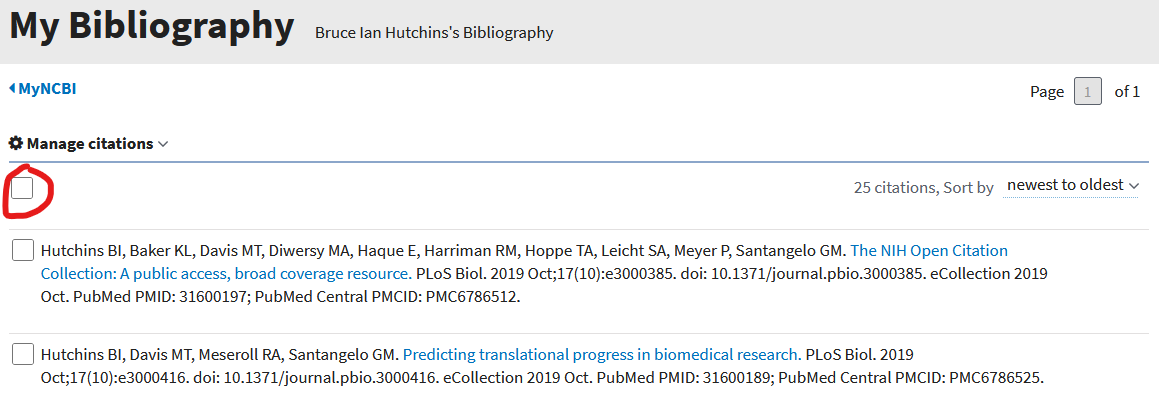 My Bibliography Bruce Ian Hutchins's Bibliography
MyNCBI
Page 1 of 1
Manage citations
25 citations, Sort by newest to oldest
Hutchins BI, Baker KL, Davis MT, Diwersy MA, Haque E, Harriman RM, Hoppe TA, Leicht SA, Meyer P, Santangelo GM. The NIH Open Citation
Collection: A public access, broad coverage resource. PLoS Biol. 2019 Oct;17(10):e3000385. doi: 10.1371/journal.pbio.3000385. eCollection 2019
Oct. PubMed PMID: 31600197; PubMed Central PMCID: PMC6786512.
Hutchins BI, Davis MT, Meseroll RA, Santangelo GM. Predicting translational progress in biomedical research. PLoS Biol. 2019
Oct;17(10):e3000416. doi: 10.1371/journal.pbio.3000416. eCollection 2019 Oct. PubMed PMID: 31600189; PubMed Central PMCID: PMC6786525.